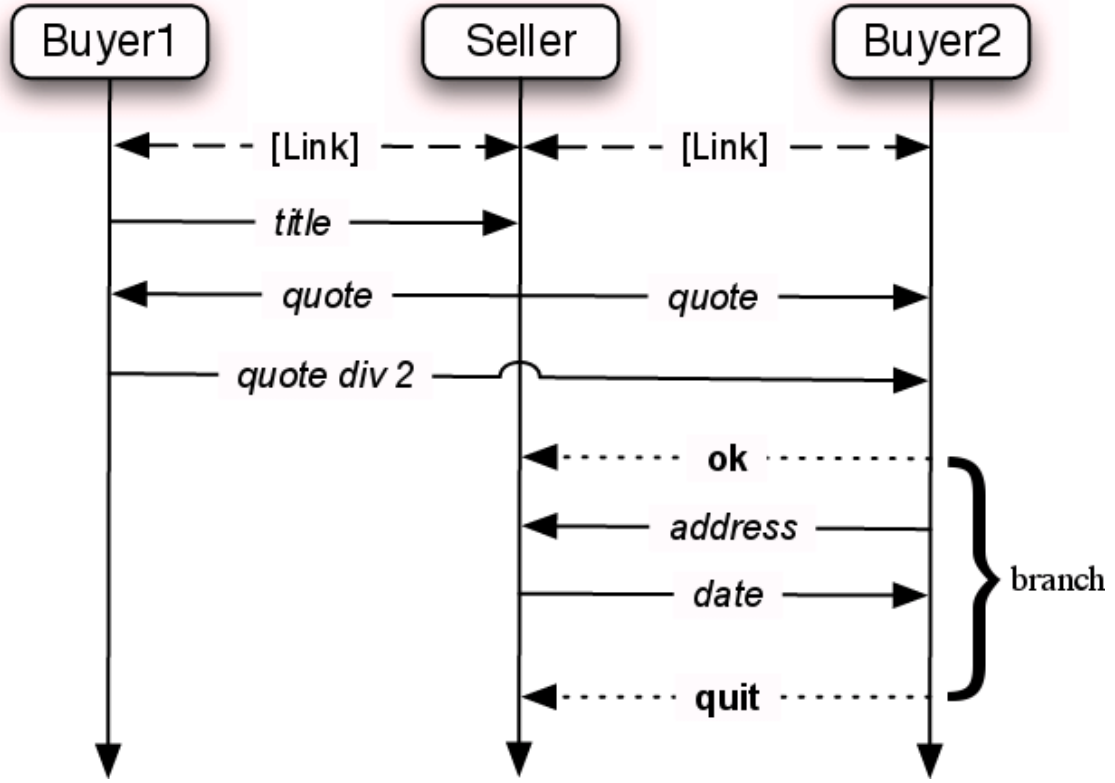 Buyer1 Seller Buyer2
[Link] [Link]
title
quote quote
quote div 2
ok
address
branch
date
quit